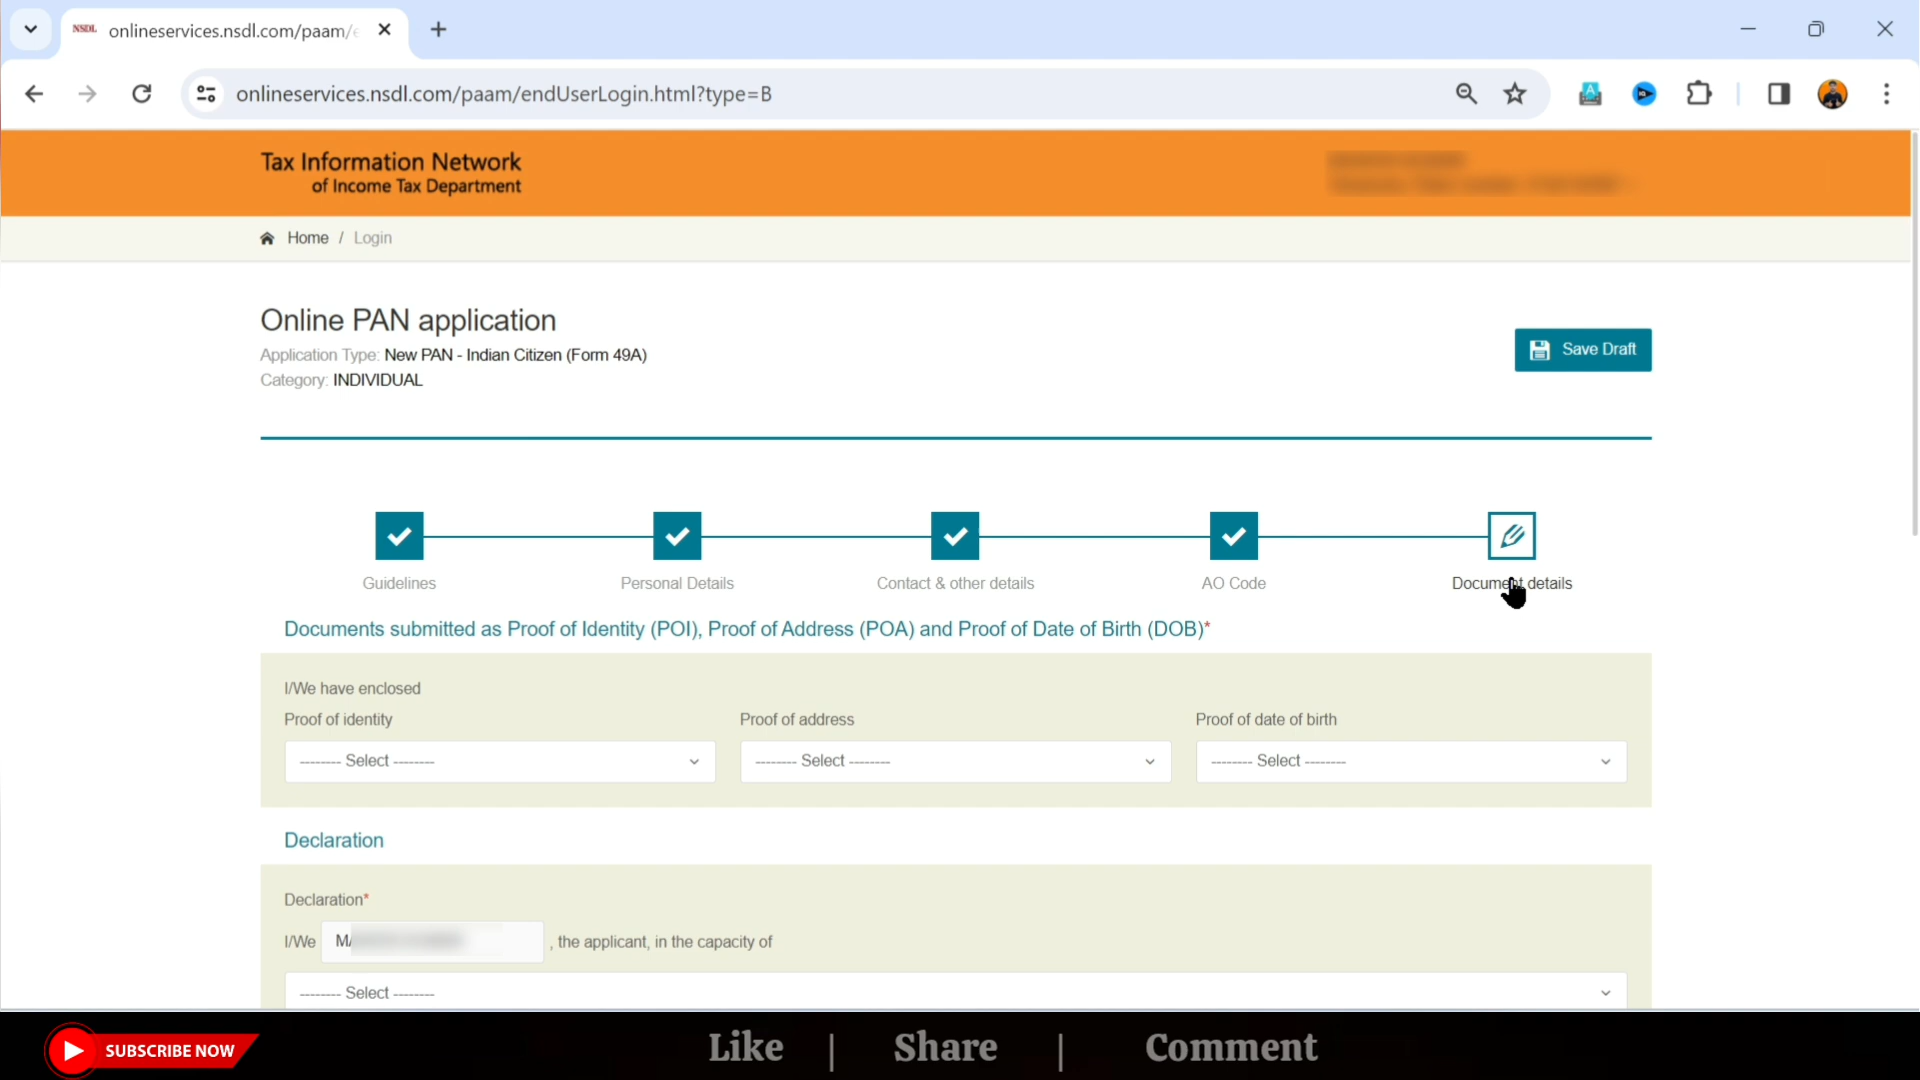 NSDL onlineservices.nsdl.com/paam/
onlineservices.nsdl.com/paam/endUserLogin.html?type=B
Tax Information Network
of Income Tax Department
Home / Login
Online PAN application
Application Type: New PAN - Indian Citizen (Form 49A)
Category: INDIVIDUAL
Save Draft
Guidelines Personal Details Contact & other details AO Code Document details
Documents submitted as Proof of Identity (POI), Proof of Address (POA) and Proof of Date of Birth (DOB)*
I/We have enclosed
Proof of identity Proof of address Proof of date of birth
-------- Select -------- -------- Select -------- -------- Select --------
Declaration
Declaration*
I/We , the applicant, in the capacity of
-------- Select --------
SUBSCRIBE NOW Like | Share | Comment